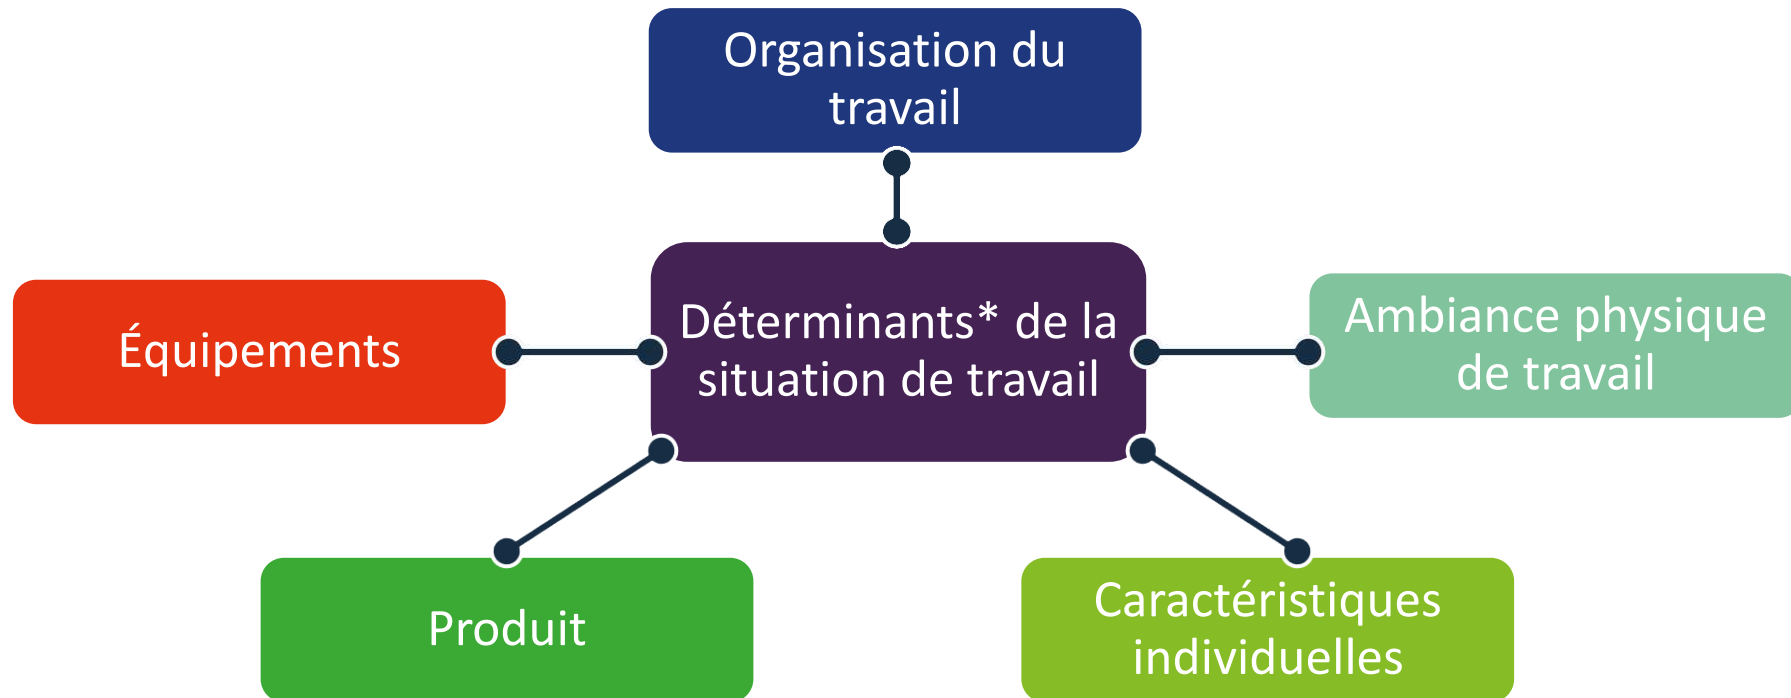 Organisation du
travail
Équipements
Déterminants* de la
situation de travail
Ambiance physique
de travail
Produit
Caractéristiques
individuelles